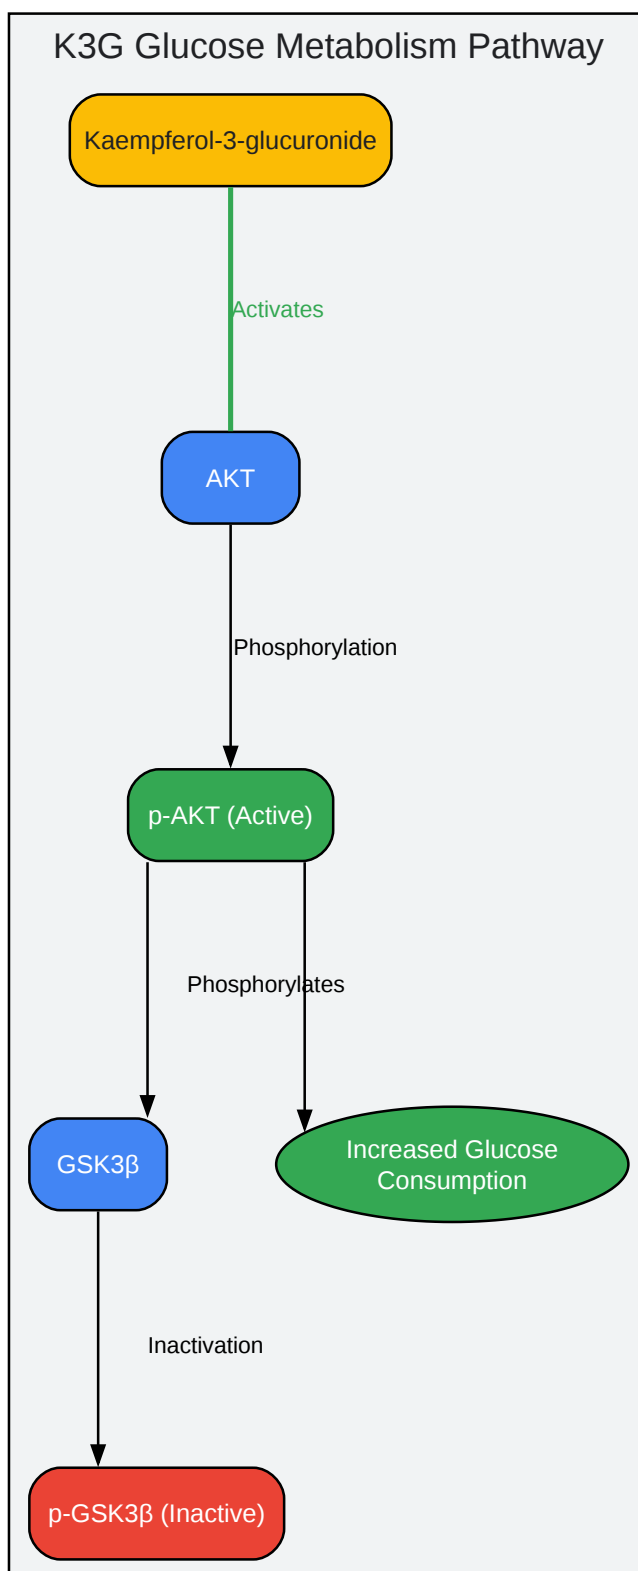 K3G Glucose Metabolism Pathway
Kaempferol-3-glucuronide
Activates
AKT
Phosphorylation
p-AKT (Active)
Phosphorylates
GSK3β
Increased Glucose
Consumption
Inactivation
p-GSK3β (Inactive)